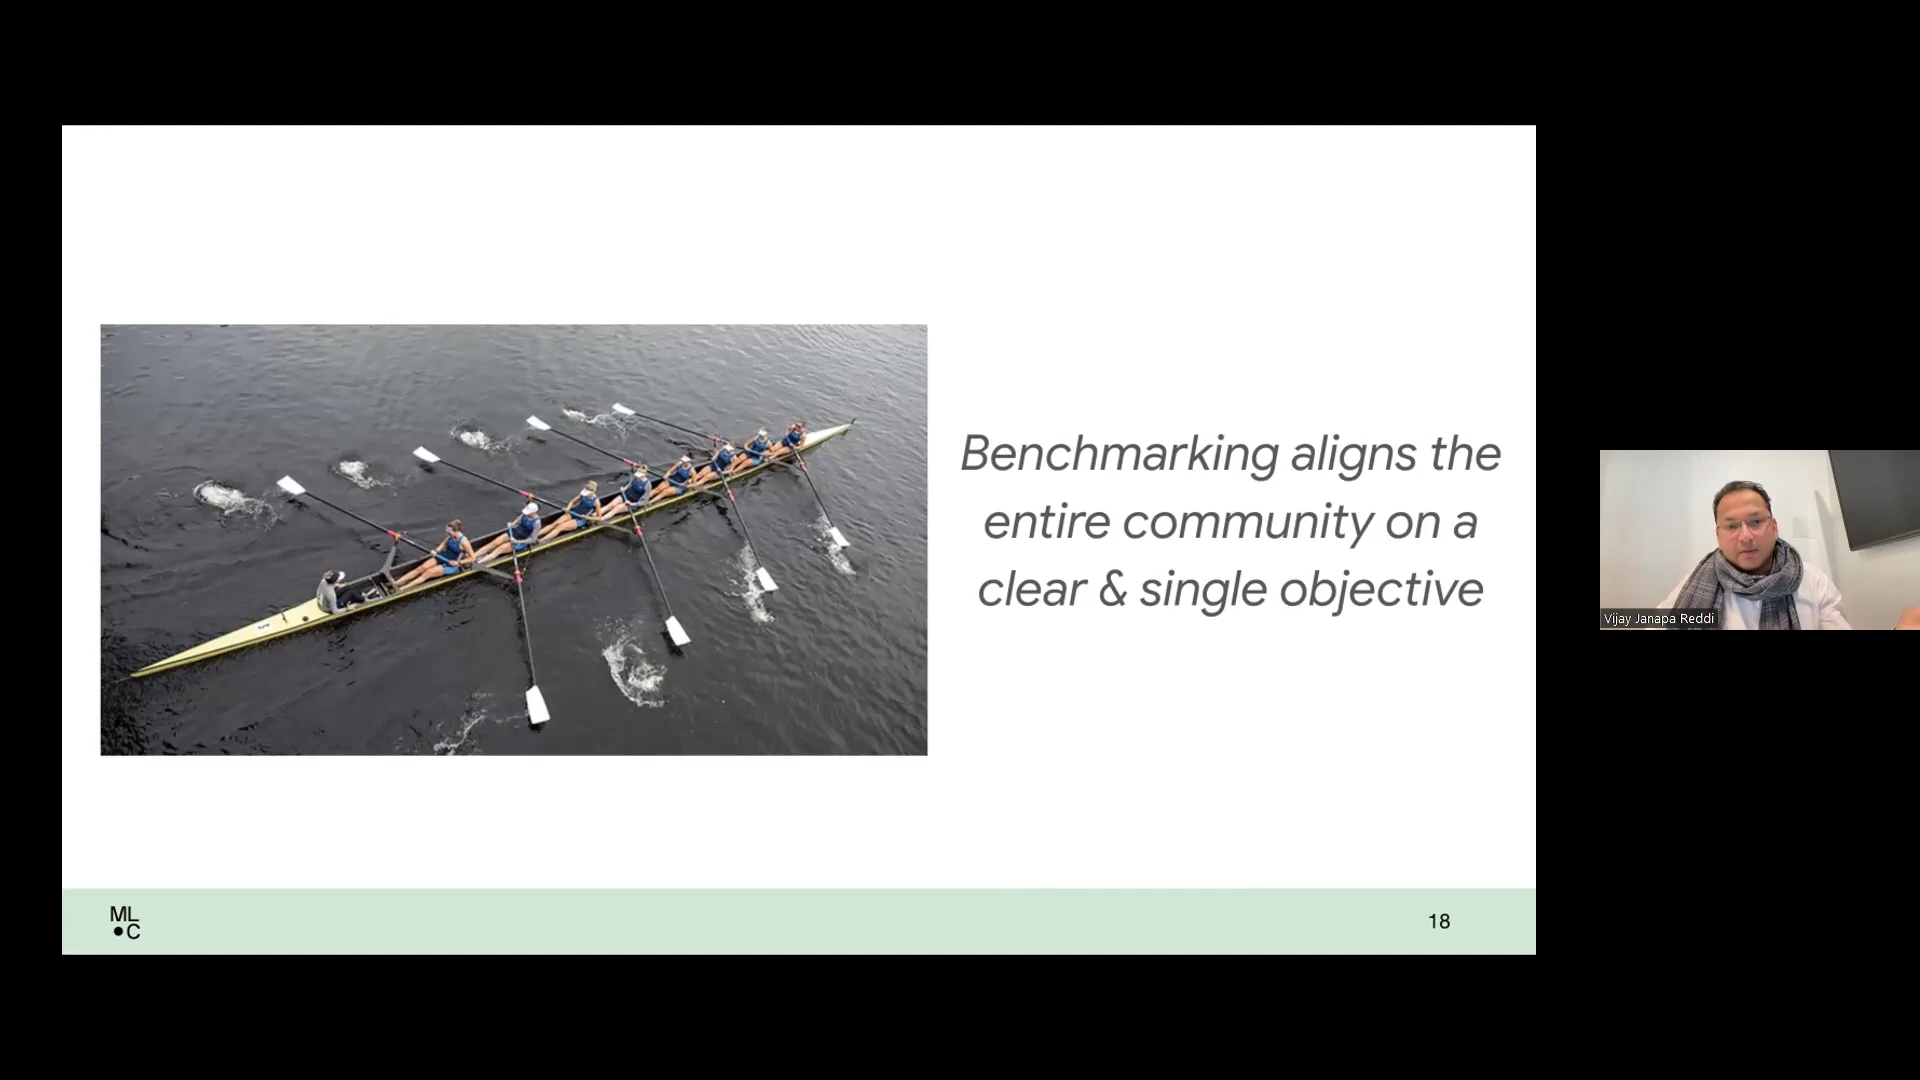 Benchmarking aligns the
entire community on a
clear & single objective
Vijay Janapa Reddi
ML
C
18